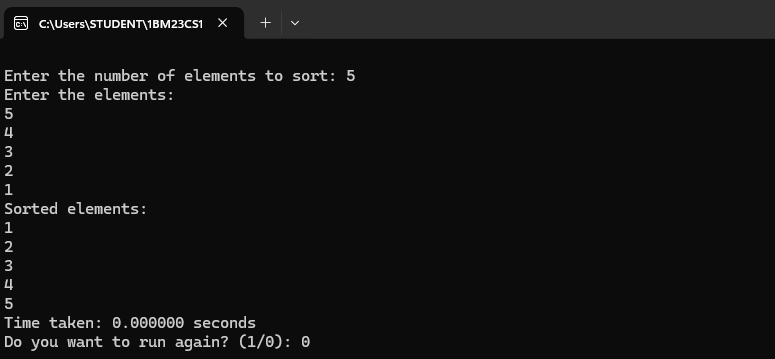 C:\Users\STUDENT\1BM23CS1
Enter the number of elements to sort: 5
Enter the elements:
5
4
3
2
1
Sorted elements:
1
2
3
4
5
Time taken: 0.000000 seconds
Do you want to run again? (1/0): 0